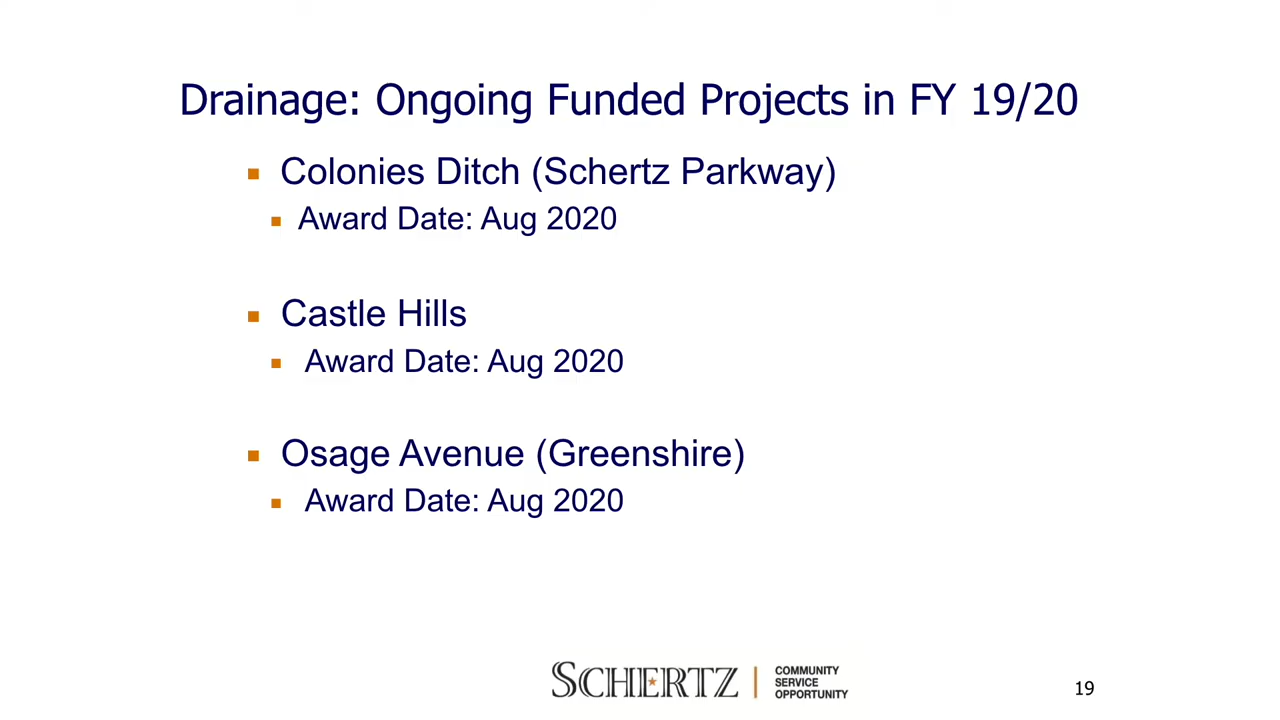 Drainage: Ongoing Funded Projects in FY 19/20
Colonies Ditch (Schertz Parkway)
Award Date: Aug 2020
Castle Hills
Award Date: Aug 2020
Osage Avenue (Greenshire)
Award Date: Aug 2020
SCHERTZ
COMMUNITY
SERVICE
OPPORTUNITY
19